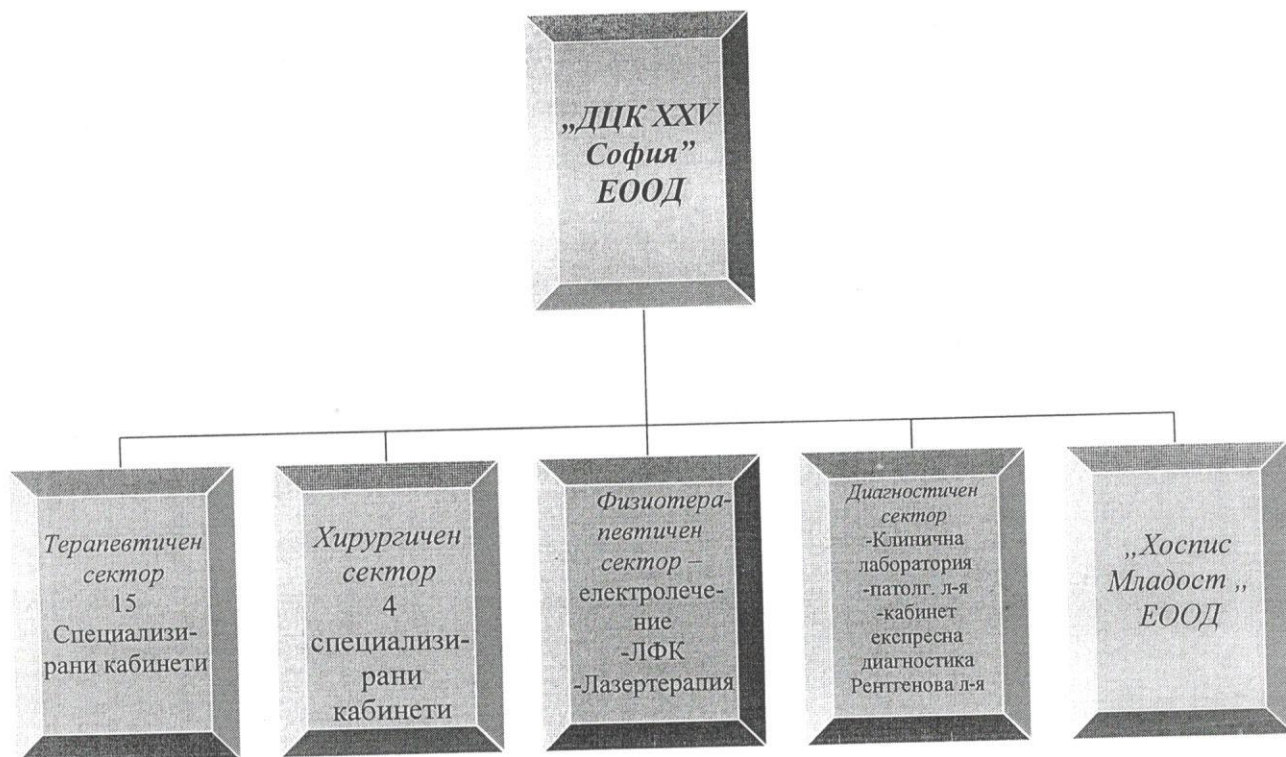 „ДЦК XXV
София”
ЕООД
Терапевтичен
сектор
15
Специализи-
рани кабинети
Хирургичен
сектор
4
специализи-
рани
кабинети
Физиотера-
певтичен
сектор –
електролече-
ние
-ЛФК
-Лазертерапия
Диагностичен
сектор
-Клинична
лаборатория
-патолг. л-я
-кабинет
експресна
диагностика
Рентгенова л-я
„Хоспис
Младост „
ЕООД